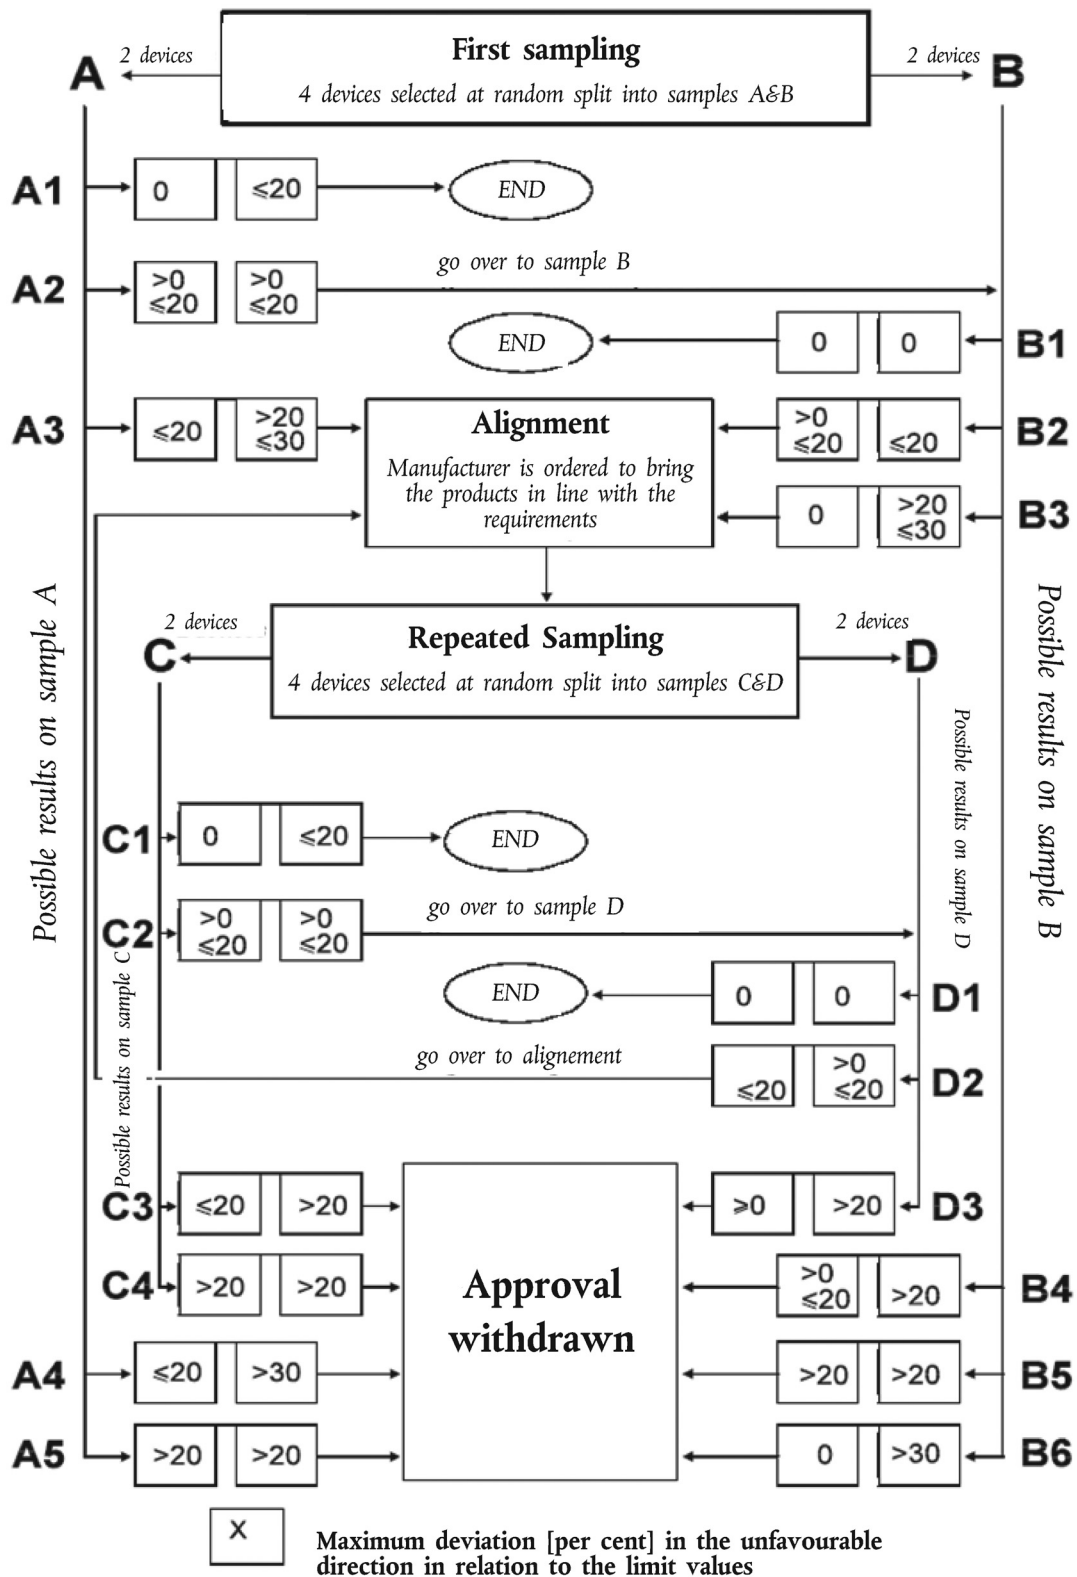 First sampling
4 devices selected at random split into samples A&B
A
2 devices
2 devices
B
A1
0
≤20
END
A2
>0
≤20
>0
≤20
go over to sample B
END
0
0
B1
A3
≤20
>20
≤30
Alignment
Manufacturer is ordered to bring
the products in line with the
requirements
>0
≤20
≤20
B2
0
>20
≤30
B3
Possible results on sample A
Possible results on sample B
2 devices
C
Repeated Sampling
4 devices selected at random split into samples C&D
2 devices
D
Possible results on sample D
C1
0
≤20
END
C2
>0
≤20
>0
≤20
go over to sample D
Possible results on sample C
END
0
0
D1
go over to alignement
≤20
>0
≤20
D2
C3
≤20
>20
≥0
>20
D3
C4
>20
>20
Approval
withdrawn
>0
≤20
>20
B4
A4
≤20
>30
>20
>20
B5
A5
>20
>20
0
>30
B6
X
Maximum deviation [per cent] in the unfavourable
direction in relation to the limit values